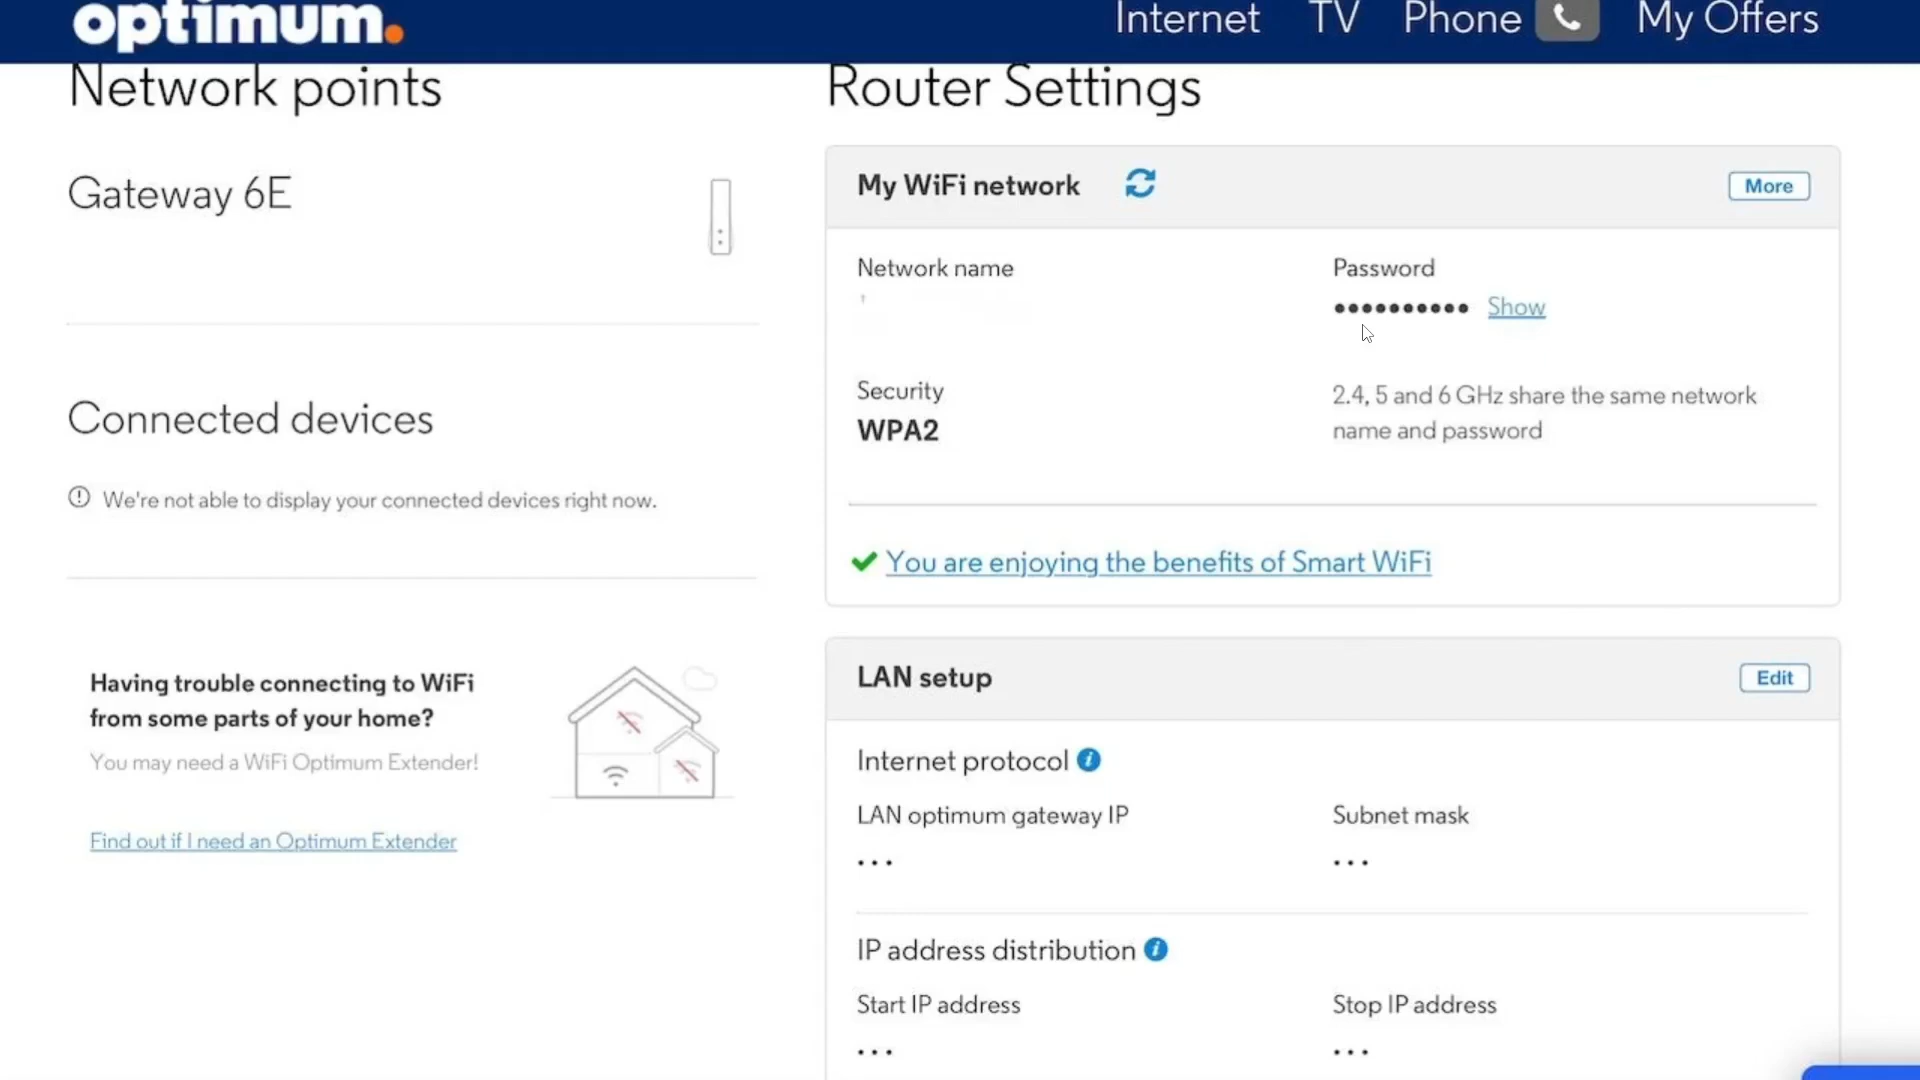 optimum.
Internet TV Phone My Offers
Network points
Gateway 6E
Connected devices
We're not able to display your connected devices right now.
Having trouble connecting to WiFi
from some parts of your home?
You may need a WiFi Optimum Extender!
Find out if I need an Optimum Extender
Router Settings
My WiFi network
More
Network name
Password
•••••••••• Show
Security
WPA2
2.4, 5 and 6 GHz share the same network
name and password
You are enjoying the benefits of Smart WiFi
LAN setup
Edit
Internet protocol
LAN optimum gateway IP
...
Subnet mask
...
IP address distribution
Start IP address
...
Stop IP address
...